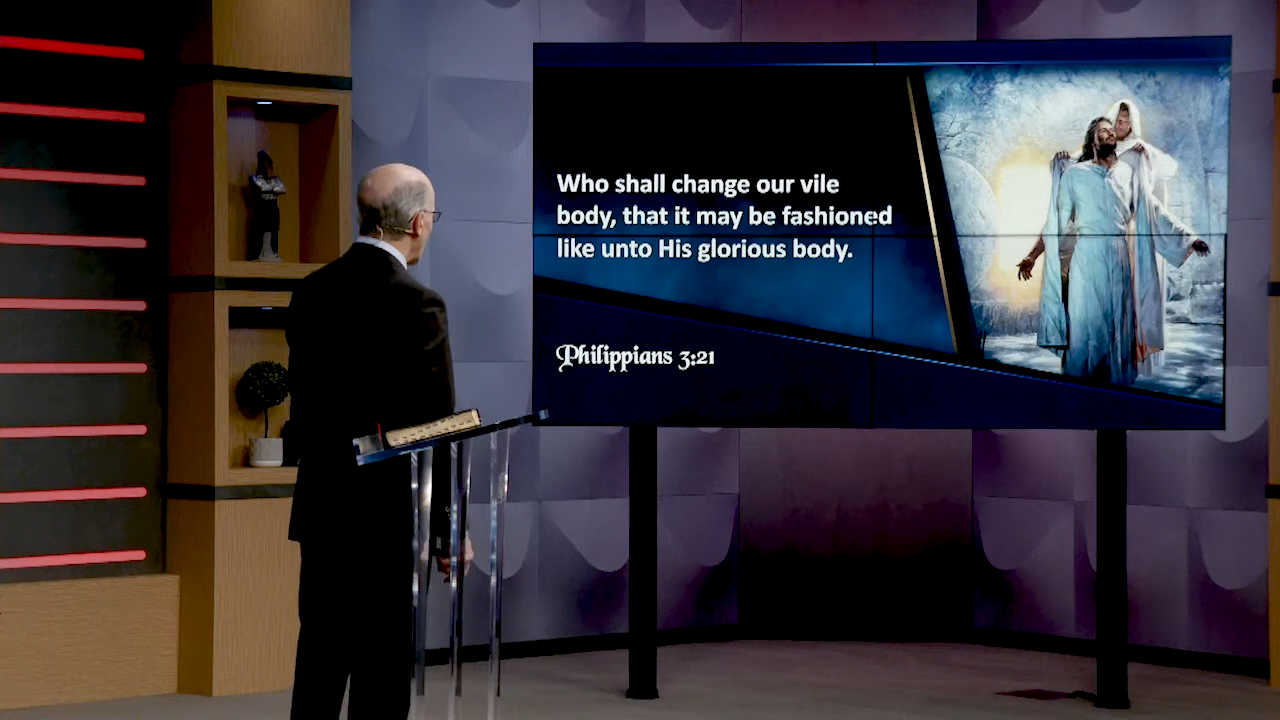 Who shall change our vile
body, that it may be fashioned
like unto His glorious body.
Philippians 3:21